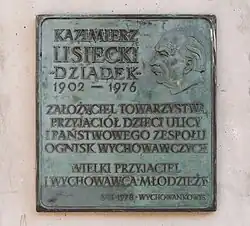 KAZIMIERZ
LISIECKI
-DZIADEK-
1902 — 1976
ZAŁOŻYCIEL TOWARZYSTWA
PRZYJACIÓŁ DZIECI ULICY
I PAŃSTWOWEGO ZESPOŁU
OGNISK WYCHOWAWCZYCH
WIELKI PRZYJACIEL
I WYCHOWAWCA MŁODZIEŻY
1978 - WYCHOWANKOWIE